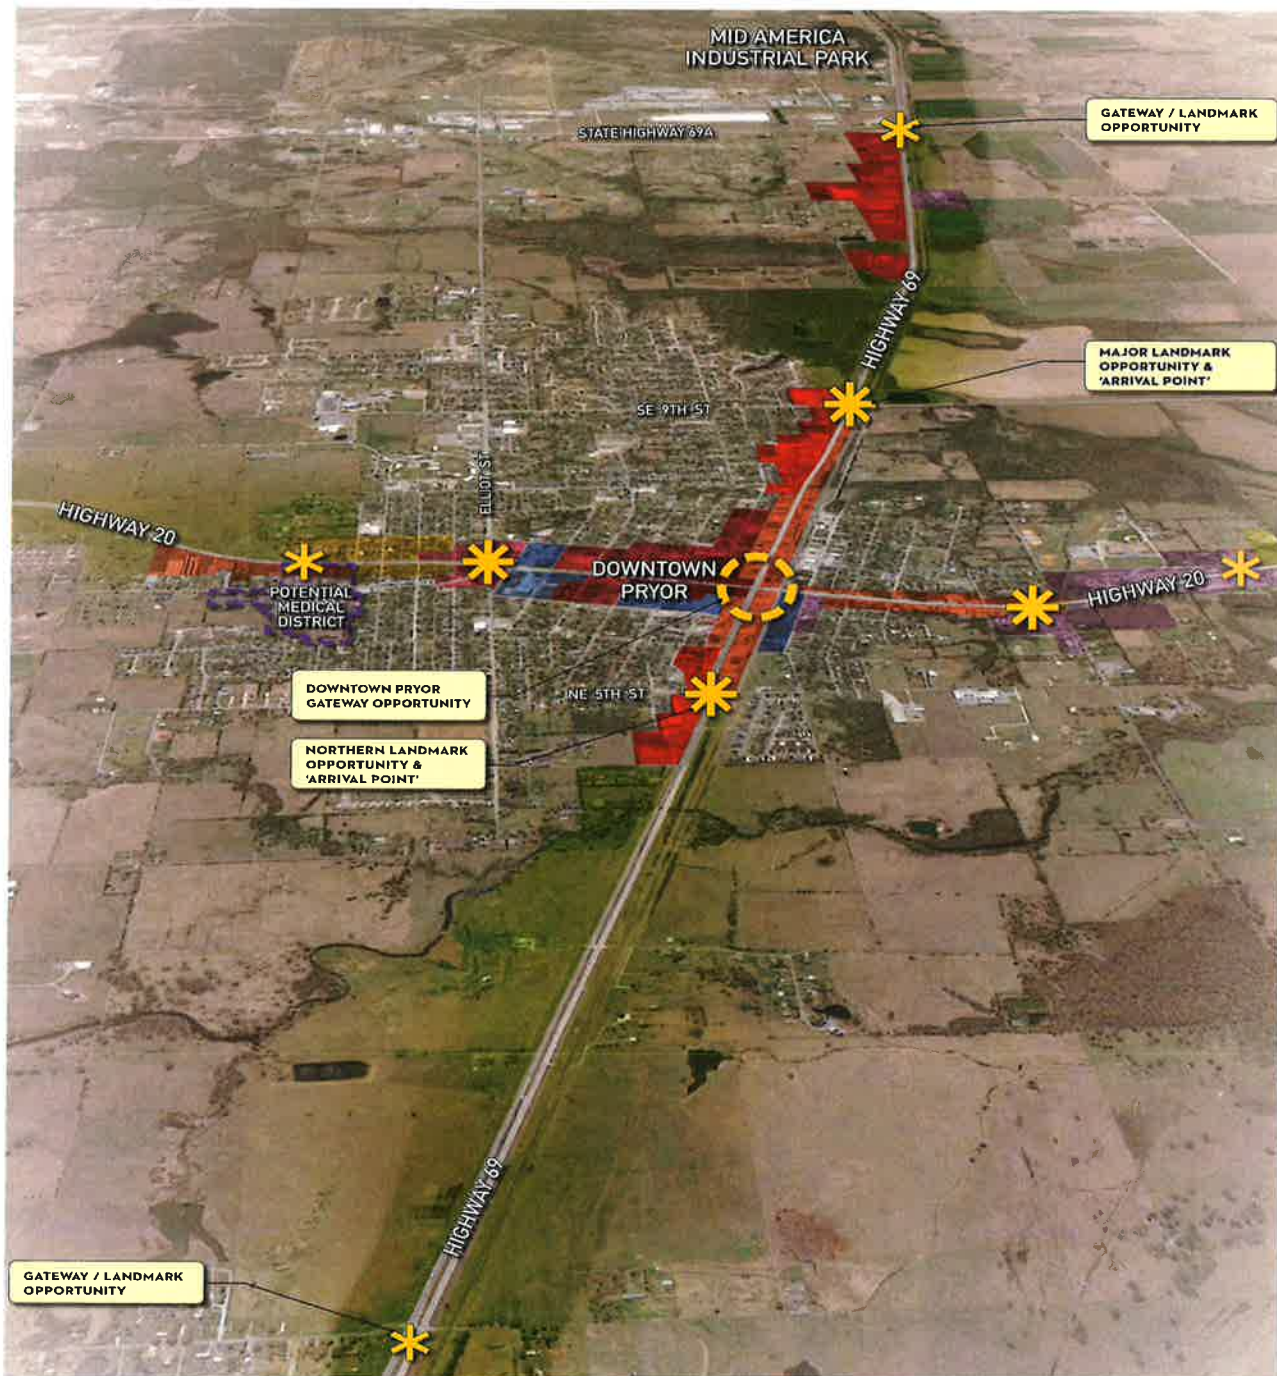 MID AMERICA
INDUSTRIAL PARK
GATEWAY / LANDMARK
OPPORTUNITY
STATE HIGHWAY 69A
HIGHWAY 69
MAJOR LANDMARK
OPPORTUNITY &
'ARRIVAL POINT'
SE 9TH ST
ELLIOT ST
HIGHWAY 20
DOWNTOWN
PRYOR
HIGHWAY 20
POTENTIAL
MEDICAL
DISTRICT
DOWNTOWN PRYOR
GATEWAY OPPORTUNITY
NE 5TH ST
NORTHERN LANDMARK
OPPORTUNITY &
'ARRIVAL POINT'
HIGHWAY 69
GATEWAY / LANDMARK
OPPORTUNITY